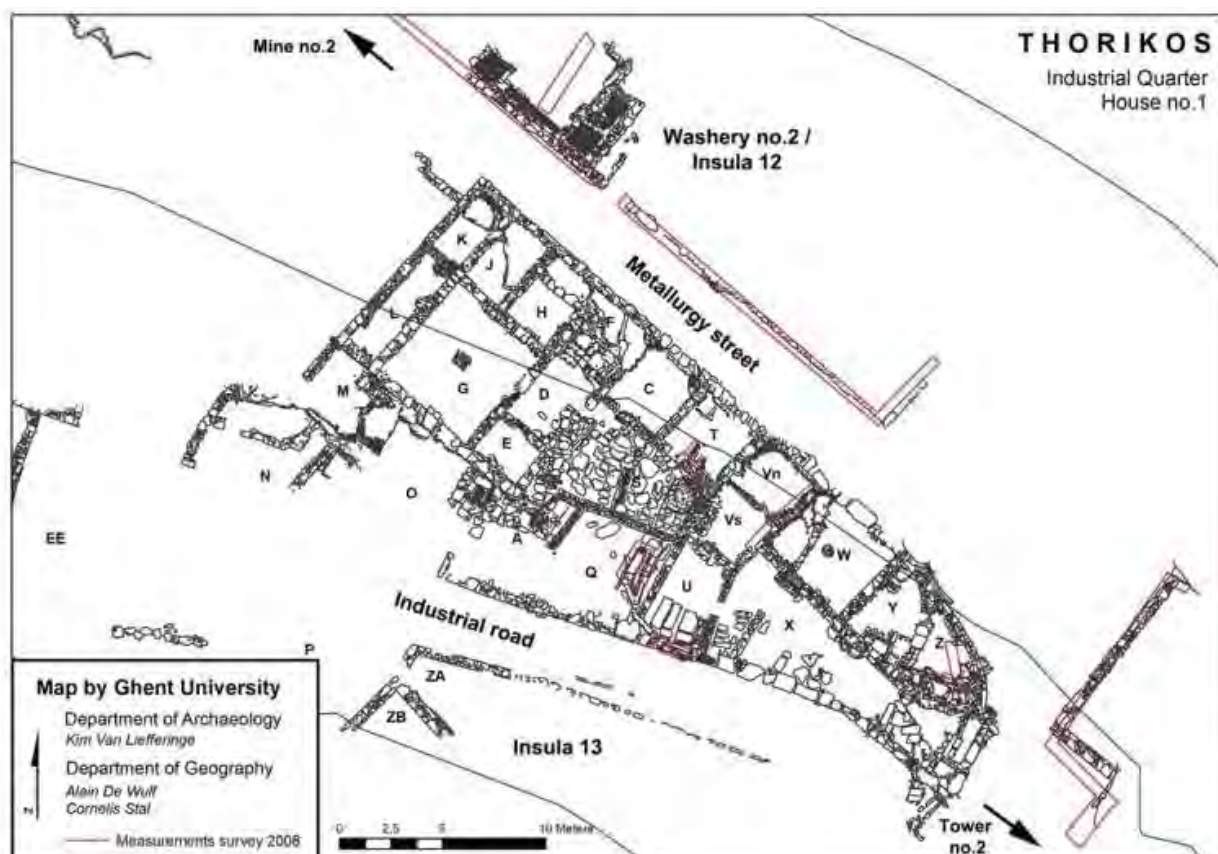 THORIKOS
Industrial Quarter
House no.1
Mine no.2
Washery no.2 /
Insula 12
Metallurgy street
K
J
H
F
L
C
G
D
M
T
E
Vn
S
N
O
Vs
EE
A
W
Q
U
Y
Industrial road
X
Z
P
ZA
ZB
Insula 13
Tower
no.2
Map by Ghent University
Department of Archaeology
Kim Van Liefferinge
Department of Geography
Alain De Wulf
Cornelis Stal
Measurements survey 2008
N
0 2,5 5 10 Meters